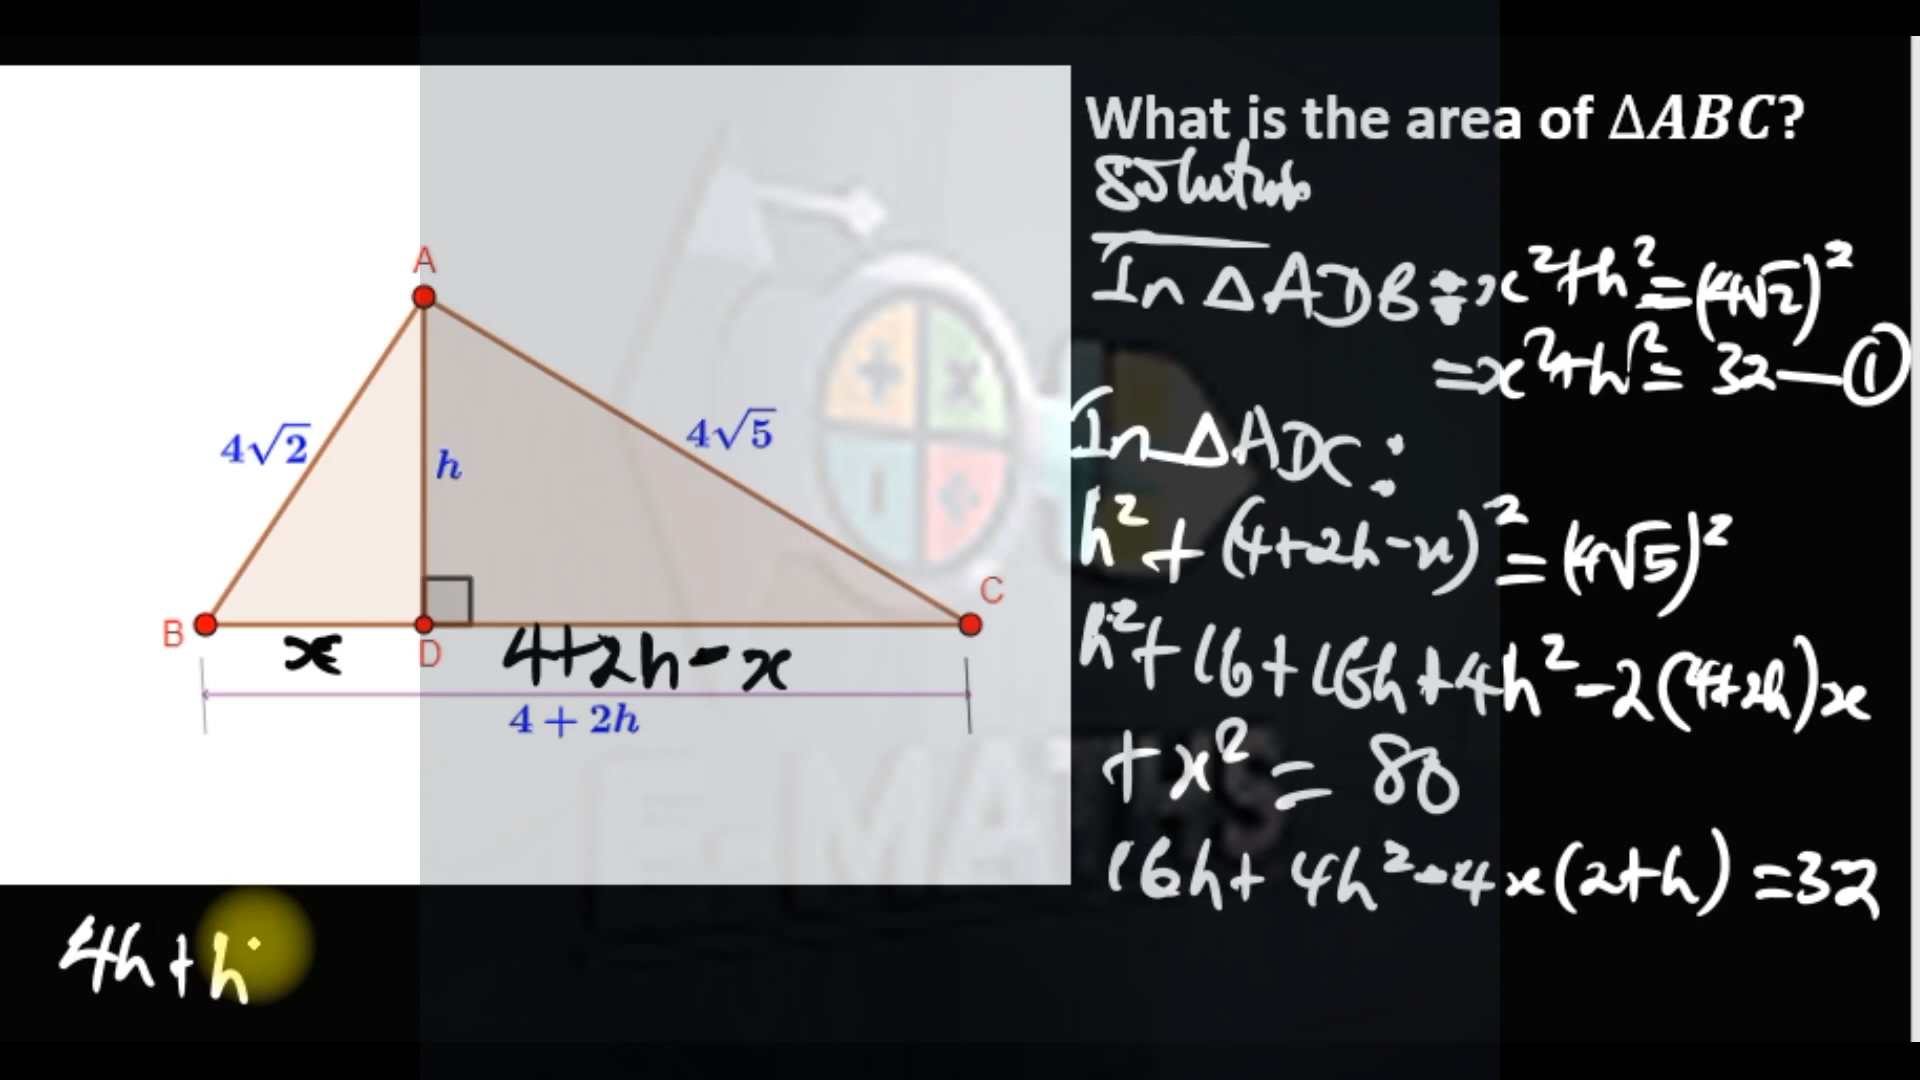 What is the area of ΔABC?
Solution
In ΔADB: x²+h²=(4√2)²
=x²+h²=32—①
In ΔADC:
h²+(4+2h-x)²=(4√5)²
h²+16+16h+4h²-2(4+2h)x
+x²=80
16h+4h²-4x(2+h)=32
A
4√2
h
4√5
B
D
C
x
4+2h-x
4 + 2h
E-MATHS
4h+h